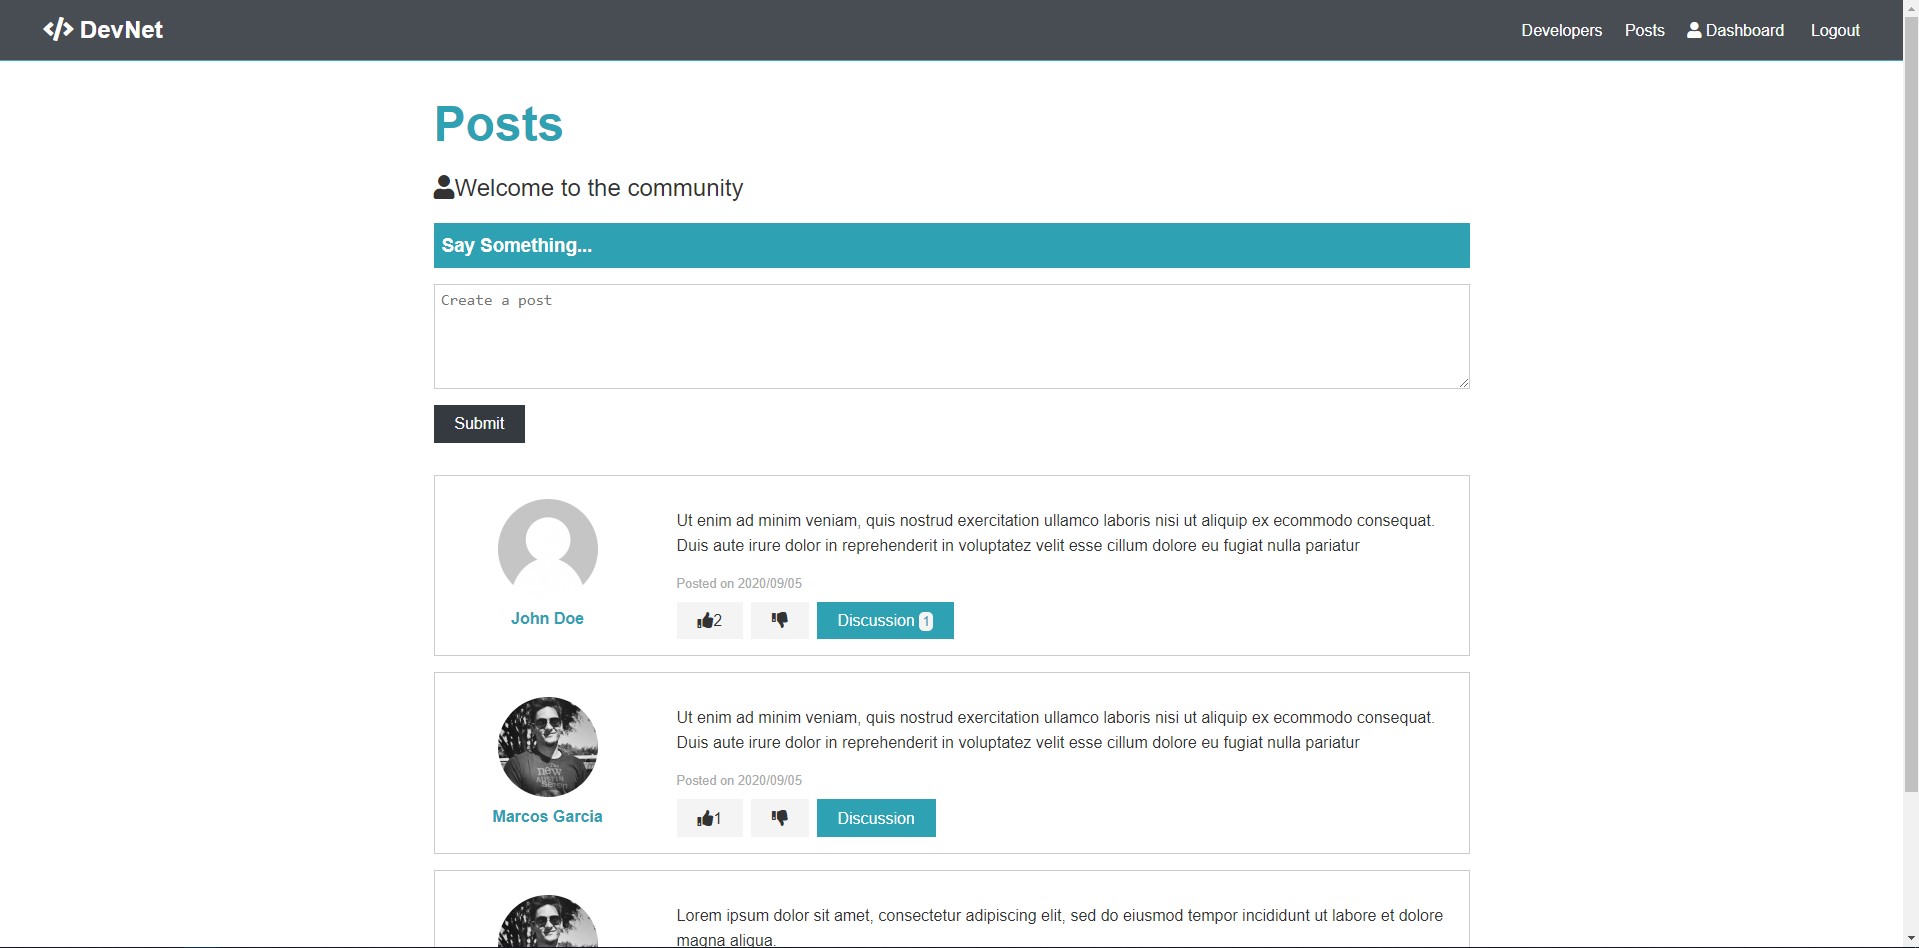 DevNet
Developers Posts Dashboard Logout
Posts
Welcome to the community
Say Something...
Create a post
Submit
Ut enim ad minim veniam, quis nostrud exercitation ullamco laboris nisi ut aliquip ex ecommodo consequat.
Duis aute irure dolor in reprehenderit in voluptatez velit esse cillum dolore eu fugiat nulla pariatur
Posted on 2020/09/05
John Doe
2
Discussion 1
Ut enim ad minim veniam, quis nostrud exercitation ullamco laboris nisi ut aliquip ex ecommodo consequat.
Duis aute irure dolor in reprehenderit in voluptatez velit esse cillum dolore eu fugiat nulla pariatur
Posted on 2020/09/05
new
Marcos Garcia
1
Discussion
Lorem ipsum dolor sit amet, consectetur adipiscing elit, sed do eiusmod tempor incididunt ut labore et dolore
magna aliqua.